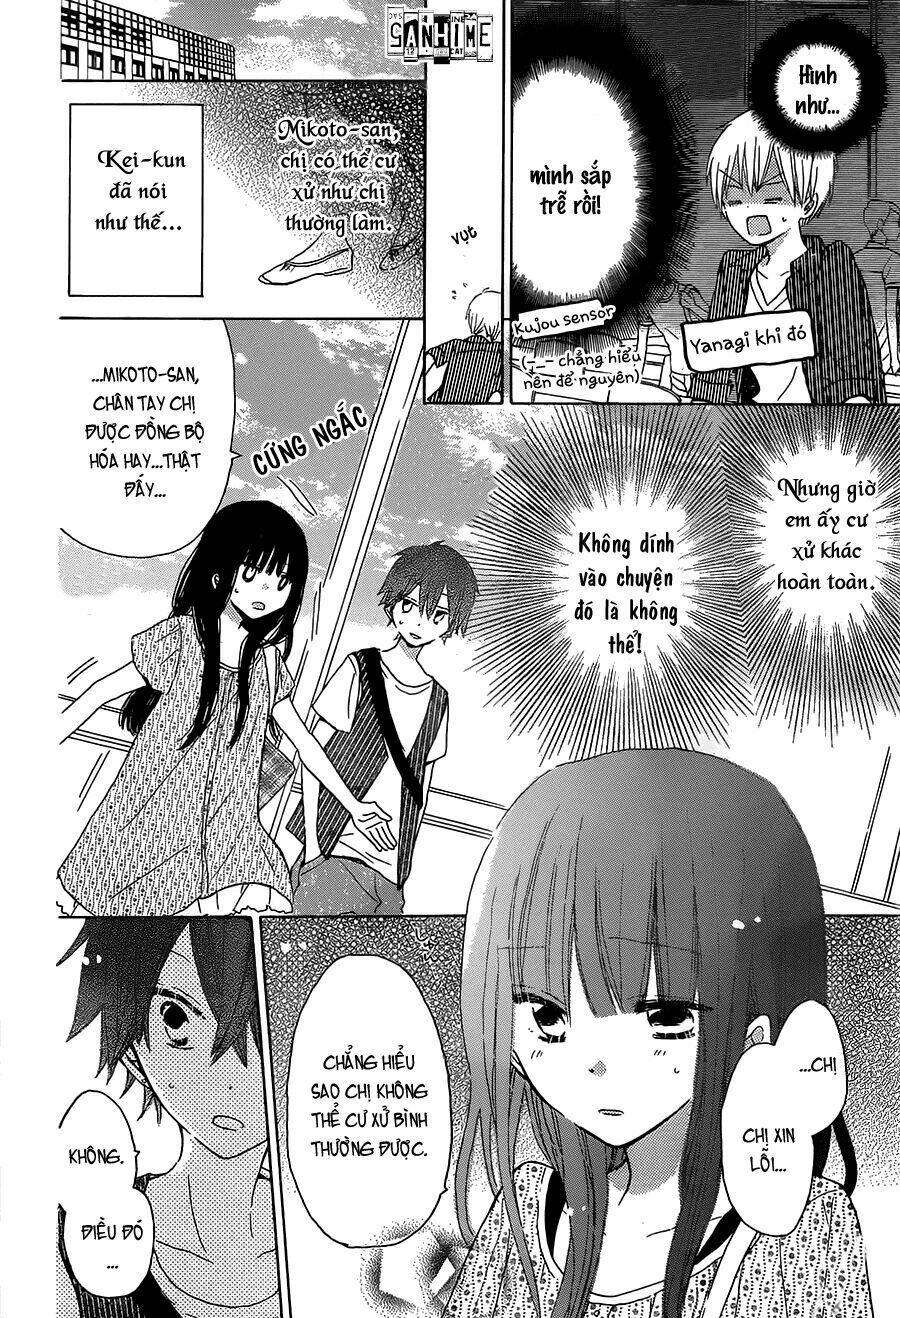 SANHIME
Hình
như...
mình sắp
trễ rồi!
Yanagi khi đó
Kujou sensor
(-_- chẳng hiểu
nên để nguyên)
vụt
Mikoto-san,
chị có thể cư
xử như chị
thường làm.
Kei-kun
đã nói
như thế...
Nhưng giờ
em ấy cư
xử khác
hoàn toàn.
Không dính
vào chuyện
đó là không
thể!
CỨNG NGẮC
...MIKOTO-SAN,
CHÂN TAY CHỊ
ĐƯỢC ĐỒNG BỘ
HÓA HAY...THẬT
ĐẤY...
...CHỊ
CHỊ XIN
LỖI...
CHẲNG HIỂU
SAO CHỊ KHÔNG
THỂ CƯ XỬ BÌNH
THƯỜNG ĐƯỢC.
KHÔNG.
ĐIỀU ĐÓ
...